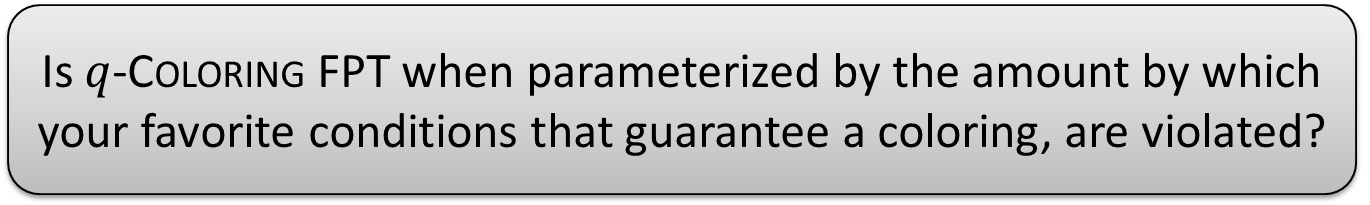 Is q-COLORING FPT when parameterized by the amount by which
your favorite conditions that guarantee a coloring, are violated?